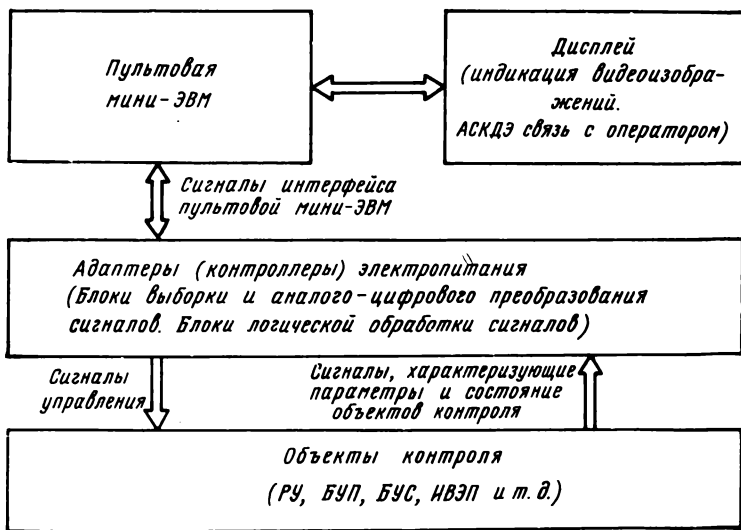 Пультовая
мини-ЭВМ
Дисплей
(индикация видеоизобра-
жений.
АСКДЭ связь с оператором)
Сигналы интерфейса
пультовой мини-ЭВМ
Адаптеры (контроллеры) электропитания
(Блоки выборки и аналого-цифрового преобразования
сигналов. Блоки логической обработки сигналов)
Сигналы
управления
Сигналы, характеризующие
параметры и состояние
объектов контроля
Объекты контроля
(РУ, БУП, БУС, ИВЭП и т. д.)